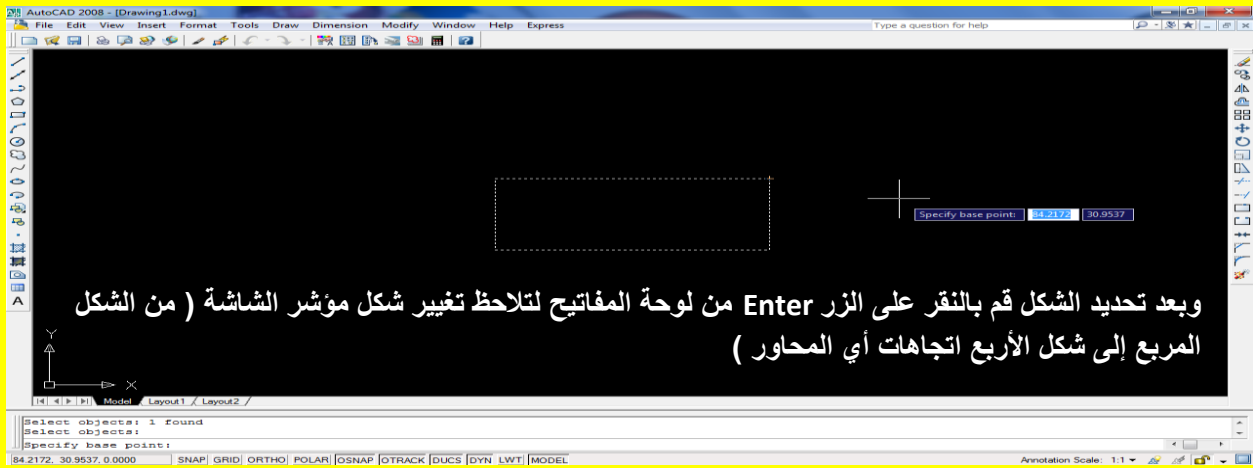 AutoCAD 2008 - [Drawing1.dwg]
File Edit View Insert Format Tools Draw Dimension Modify Window Help Express
Type a question for help
Specify base point: 84.2172 30.9537
وبعد تحديد الشكل قم بالنقر على الزر Enter من لوحة المفاتيح لتلاحظ تغيير شكل مؤشر الشاشة ( من الشكل
المربع إلى شكل الأربع اتجاهات أي المحاور )
Y
X
Model Layout1 Layout2
Select objects: 1 found
Select objects:
Specify base point:
84.2172, 30.9537, 0.0000 SNAP GRID ORTHO POLAR OSNAP OTRACK DUCS DYN LWT MODEL Annotation Scale: 1:1